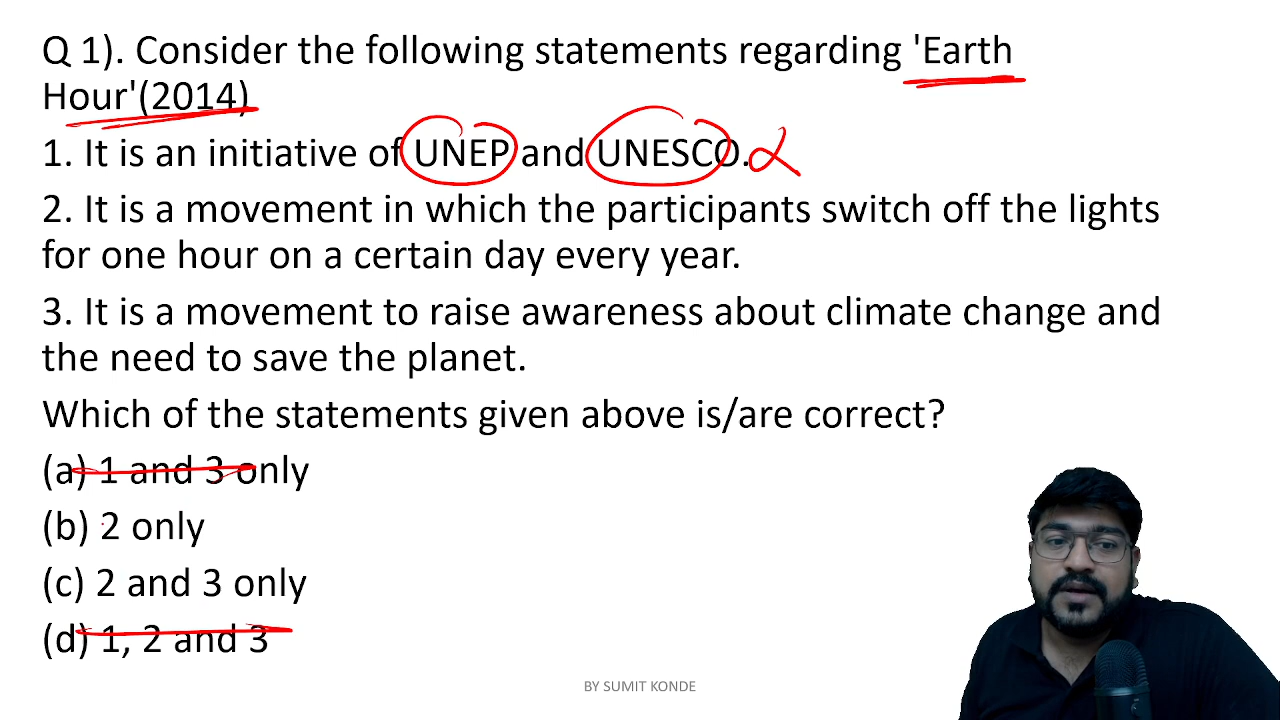 Q 1). Consider the following statements regarding 'Earth
Hour'(2014)
1. It is an initiative of UNEP and UNESCO.
2. It is a movement in which the participants switch off the lights
for one hour on a certain day every year.
3. It is a movement to raise awareness about climate change and
the need to save the planet.
Which of the statements given above is/are correct?
(a) 1 and 3 only
(b) 2 only
(c) 2 and 3 only
(d) 1, 2 and 3
BY SUMIT KONDE